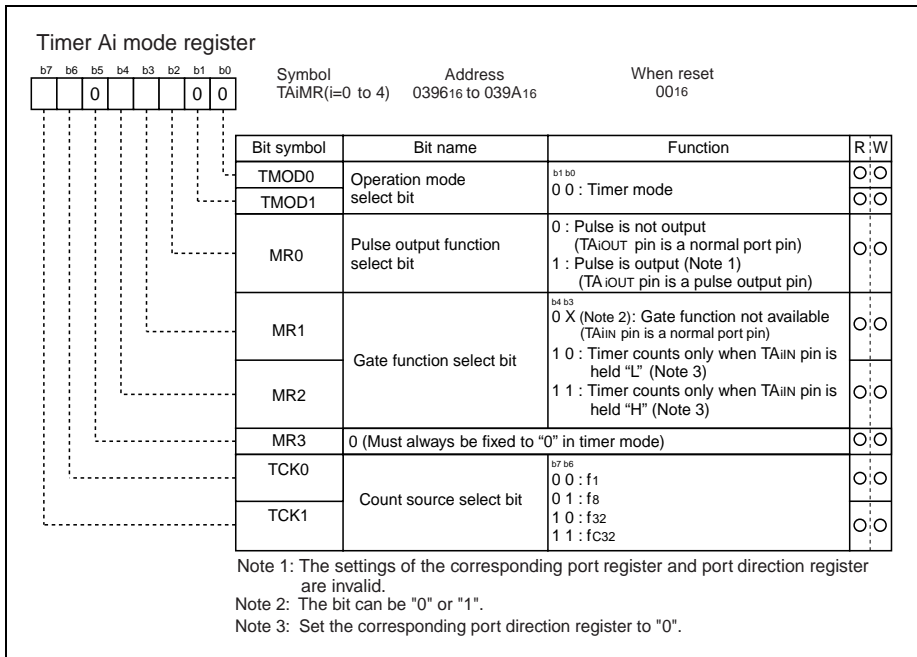 Timer Ai mode register
b7 b6 b5 b4 b3 b2 b1 b0
0 0 0
Symbol Address When reset
TAiMR(i=0 to 4) 039616 to 039A16 0016
Bit symbol Bit name Function R W
TMOD0
TMOD1
Operation mode
select bit
b1 b0
0 0 : Timer mode
MR0
Pulse output function
select bit
0 : Pulse is not output
(TAiOUT pin is a normal port pin)
1 : Pulse is output (Note 1)
(TAiOUT pin is a pulse output pin)
MR1
MR2
Gate function select bit
b4 b3
0 X (Note 2): Gate function not available
(TAiIN pin is a normal port pin)
1 0 : Timer counts only when TAiIN pin is
held “L” (Note 3)
1 1 : Timer counts only when TAiIN pin is
held “H” (Note 3)
MR3 0 (Must always be fixed to “0” in timer mode)
TCK0
TCK1
Count source select bit
b7 b6
0 0 : f1
0 1 : f8
1 0 : f32
1 1 : fC32
Note 1: The settings of the corresponding port register and port direction register
are invalid.
Note 2: The bit can be "0" or "1".
Note 3: Set the corresponding port direction register to "0".